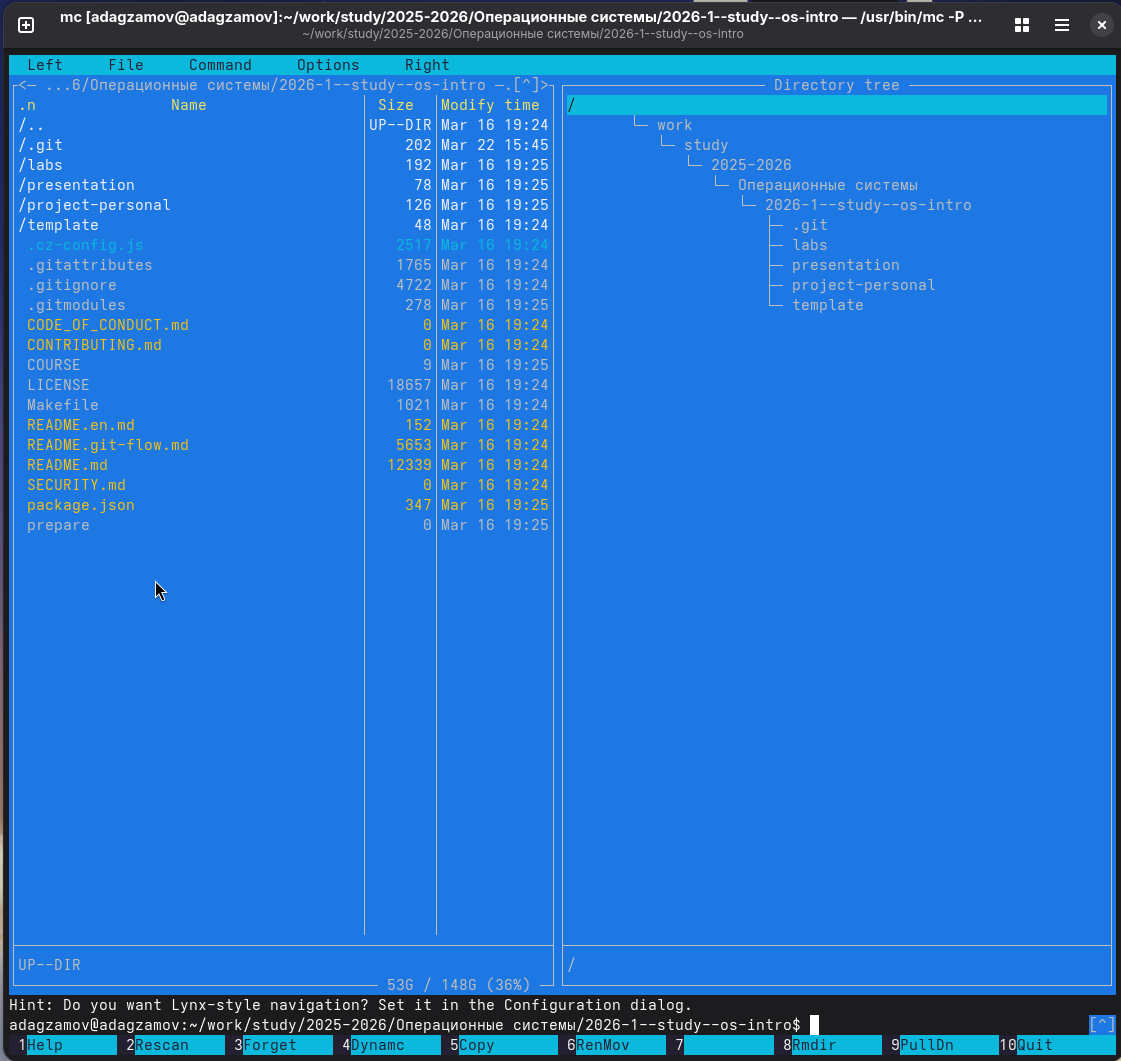 mc [adagzamov@adagzamov]:~/work/study/2025-2026/Операционные системы/2026-1--study--os-intro — /usr/bin/mc -P ...
~/work/study/2025-2026/Операционные системы/2026-1--study--os-intro
Left File Command Options Right
<— ...6/Операционные системы/2026-1--study--os-intro —.[^]>
.n Name Size Modify time
/.. UP--DIR Mar 16 19:24
/.git 202 Mar 22 15:45
/labs 192 Mar 16 19:25
/presentation 78 Mar 16 19:25
/project-personal 126 Mar 16 19:25
/template 48 Mar 16 19:24
.cz-config.js 2517 Mar 16 19:24
.gitattributes 1765 Mar 16 19:24
.gitignore 4722 Mar 16 19:24
.gitmodules 278 Mar 16 19:25
CODE_OF_CONDUCT.md 0 Mar 16 19:24
CONTRIBUTING.md 0 Mar 16 19:24
COURSE 9 Mar 16 19:25
LICENSE 18657 Mar 16 19:24
Makefile 1021 Mar 16 19:24
README.en.md 152 Mar 16 19:24
README.git-flow.md 5653 Mar 16 19:24
README.md 12339 Mar 16 19:24
SECURITY.md 0 Mar 16 19:24
package.json 347 Mar 16 19:25
prepare 0 Mar 16 19:25
UP--DIR
53G / 148G (36%)
Directory tree
/
work
study
2025-2026
Операционные системы
2026-1--study--os-intro
.git
labs
presentation
project-personal
template
/
Hint: Do you want Lynx-style navigation? Set it in the Configuration dialog.
adagzamov@adagzamov:~/work/study/2025-2026/Операционные системы/2026-1--study--os-intro$ [^]
1Help 2Rescan 3Forget 4Dynamc 5Copy 6RenMov 7 8Rmdir 9PullDn 10Quit